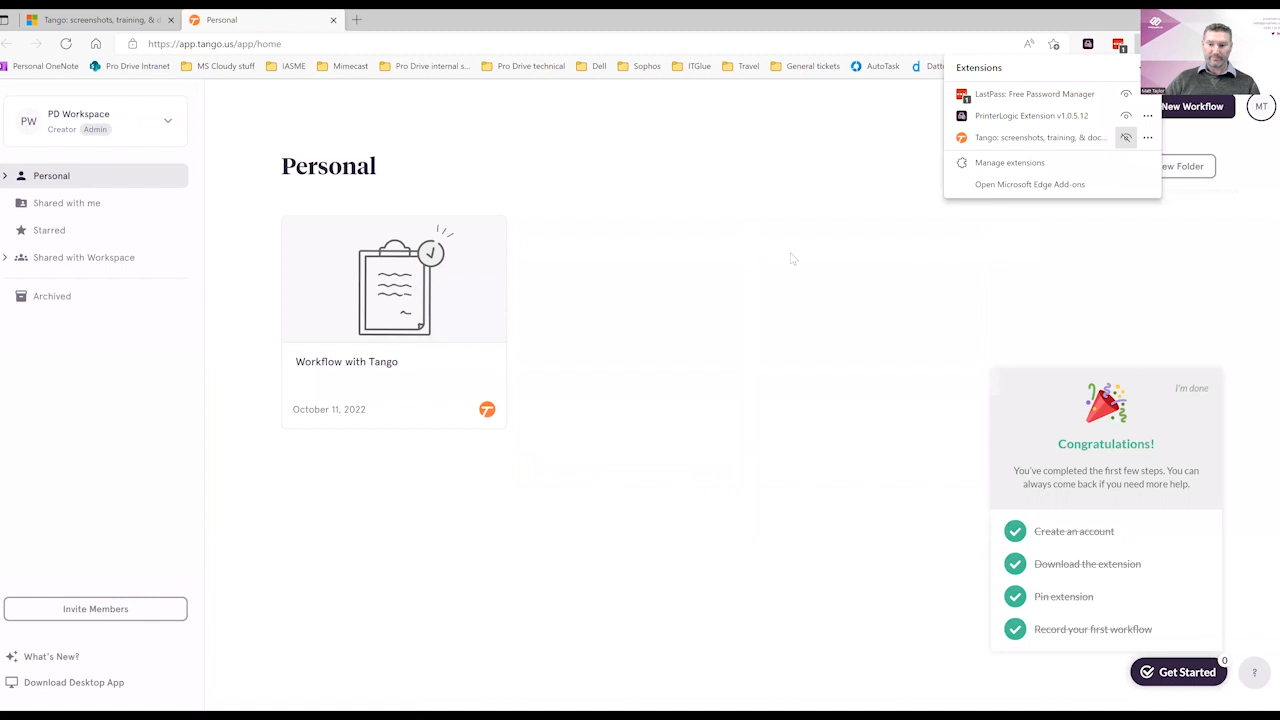 Tango: screenshots, training, & d
Personal
https://app.tango.us/app/home
Personal OneNote
Pro Drive Intranet
MS Cloudy stuff
IASME
Mimecast
Pro Drive internal s...
Pro Drive technical
Dell
Sophos
ITGlue
Travel
General tickets
AutoTask
Datto
Extensions
LastPass: Free Password Manager
PrinterLogic Extension v1.0.5.12
Tango: screenshots, training, & doc...
Manage extensions
Open Microsoft Edge Add-ons
Matt Taylor
New Workflow
MT
ew Folder
PW
PD Workspace
Creator Admin
Personal
Shared with me
Starred
Shared with Workspace
Archived
Personal
Workflow with Tango
October 11, 2022
I'm done
Congratulations!
You've completed the first few steps. You can
always come back if you need more help.
Create an account
Download the extension
Pin extension
Record your first workflow
0
Get Started
?
Invite Members
What's New?
Download Desktop App